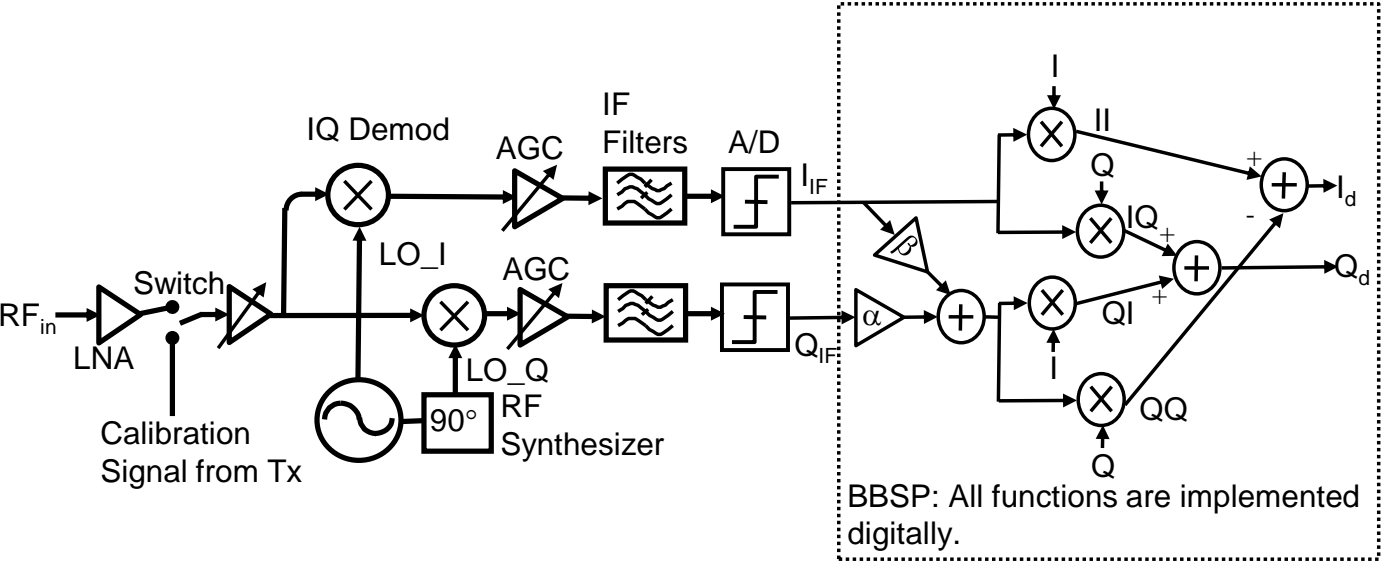 I
IF
Filters
II
IQ Demod
AGC
A/D
+
Q
I_IF
I_d
-
IQ
+
β
LO_I
AGC
Switch
Q_d
RF_in
α
+
QI
LNA
Q_IF
I
LO_Q
90°
RF
Synthesizer
QQ
Calibration
Signal from Tx
Q
BBSP: All functions are implemented
digitally.